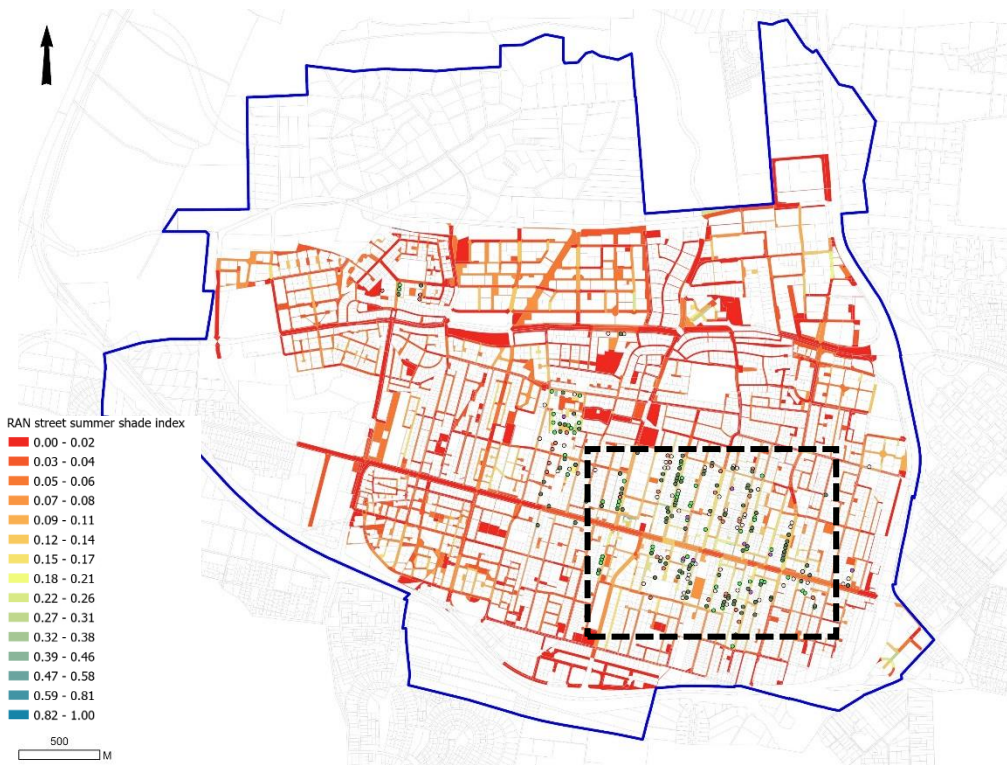 RAN street summer shade index
0.00 - 0.02
0.03 - 0.04
0.05 - 0.06
0.07 - 0.08
0.09 - 0.11
0.12 - 0.14
0.15 - 0.17
0.18 - 0.21
0.22 - 0.26
0.27 - 0.31
0.32 - 0.38
0.39 - 0.46
0.47 - 0.58
0.59 - 0.81
0.82 - 1.00
500
M